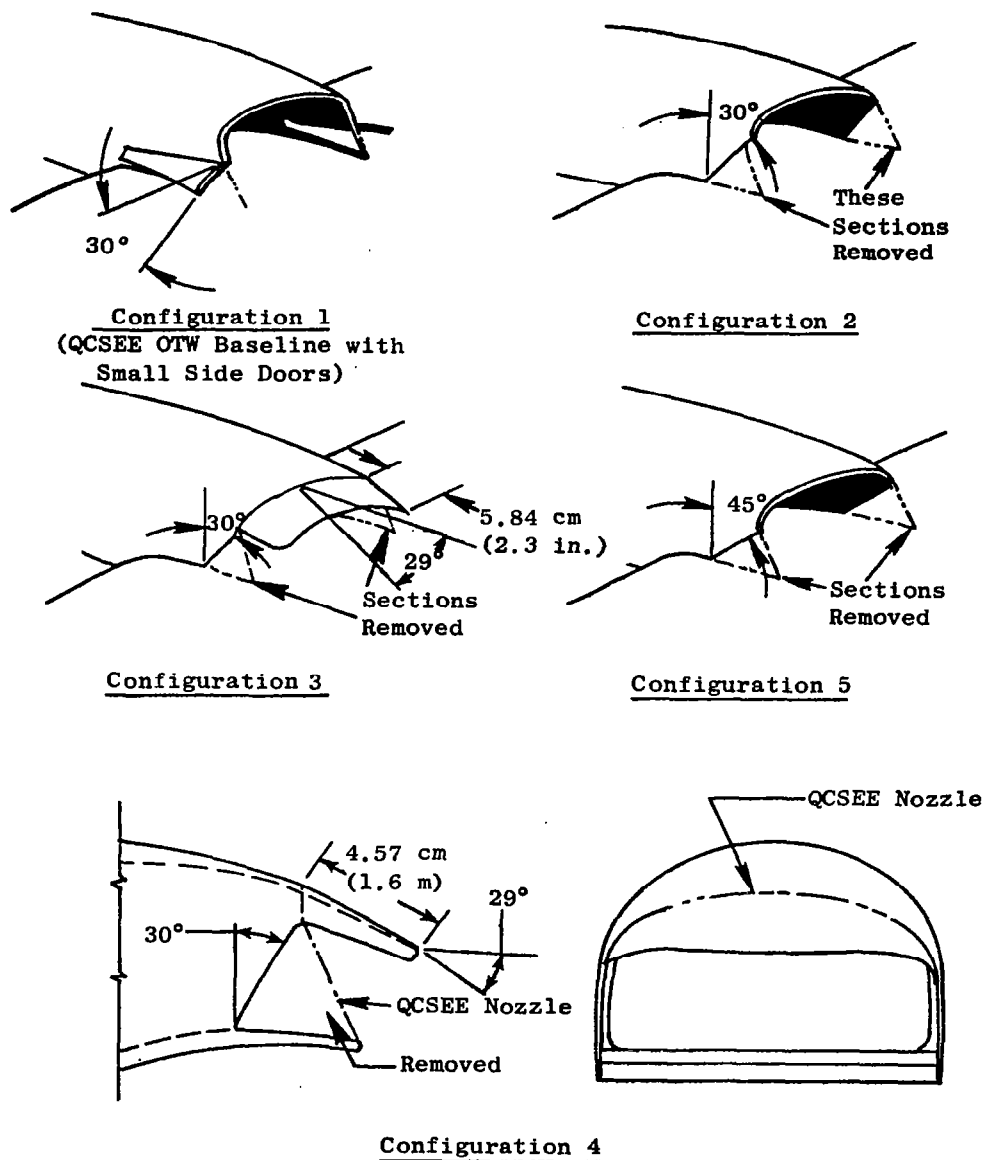 30°
Configuration 1
(QCSEE OTW Baseline with
Small Side Doors)
30°
These
Sections
Removed
Configuration 2
30°
5.84 cm
(2.3 in.)
29°
Sections
Removed
Configuration 3
45°
Sections
Removed
Configuration 5
4.57 cm
(1.6 m)
29°
30°
QCSEE Nozzle
Removed
QCSEE Nozzle
Configuration 4